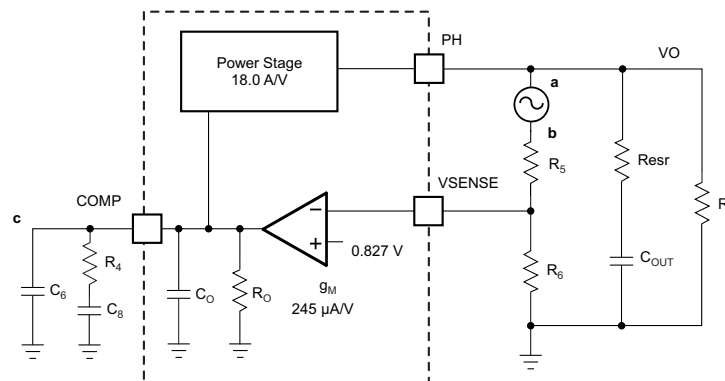 PH
VO
Power Stage
18.0 A/V
a
b
R5
Resr
COMP
VSENSE
R
c
0.827 V
R4
C6
C8
CO
RO
gM
245 µA/V
R6
COUT